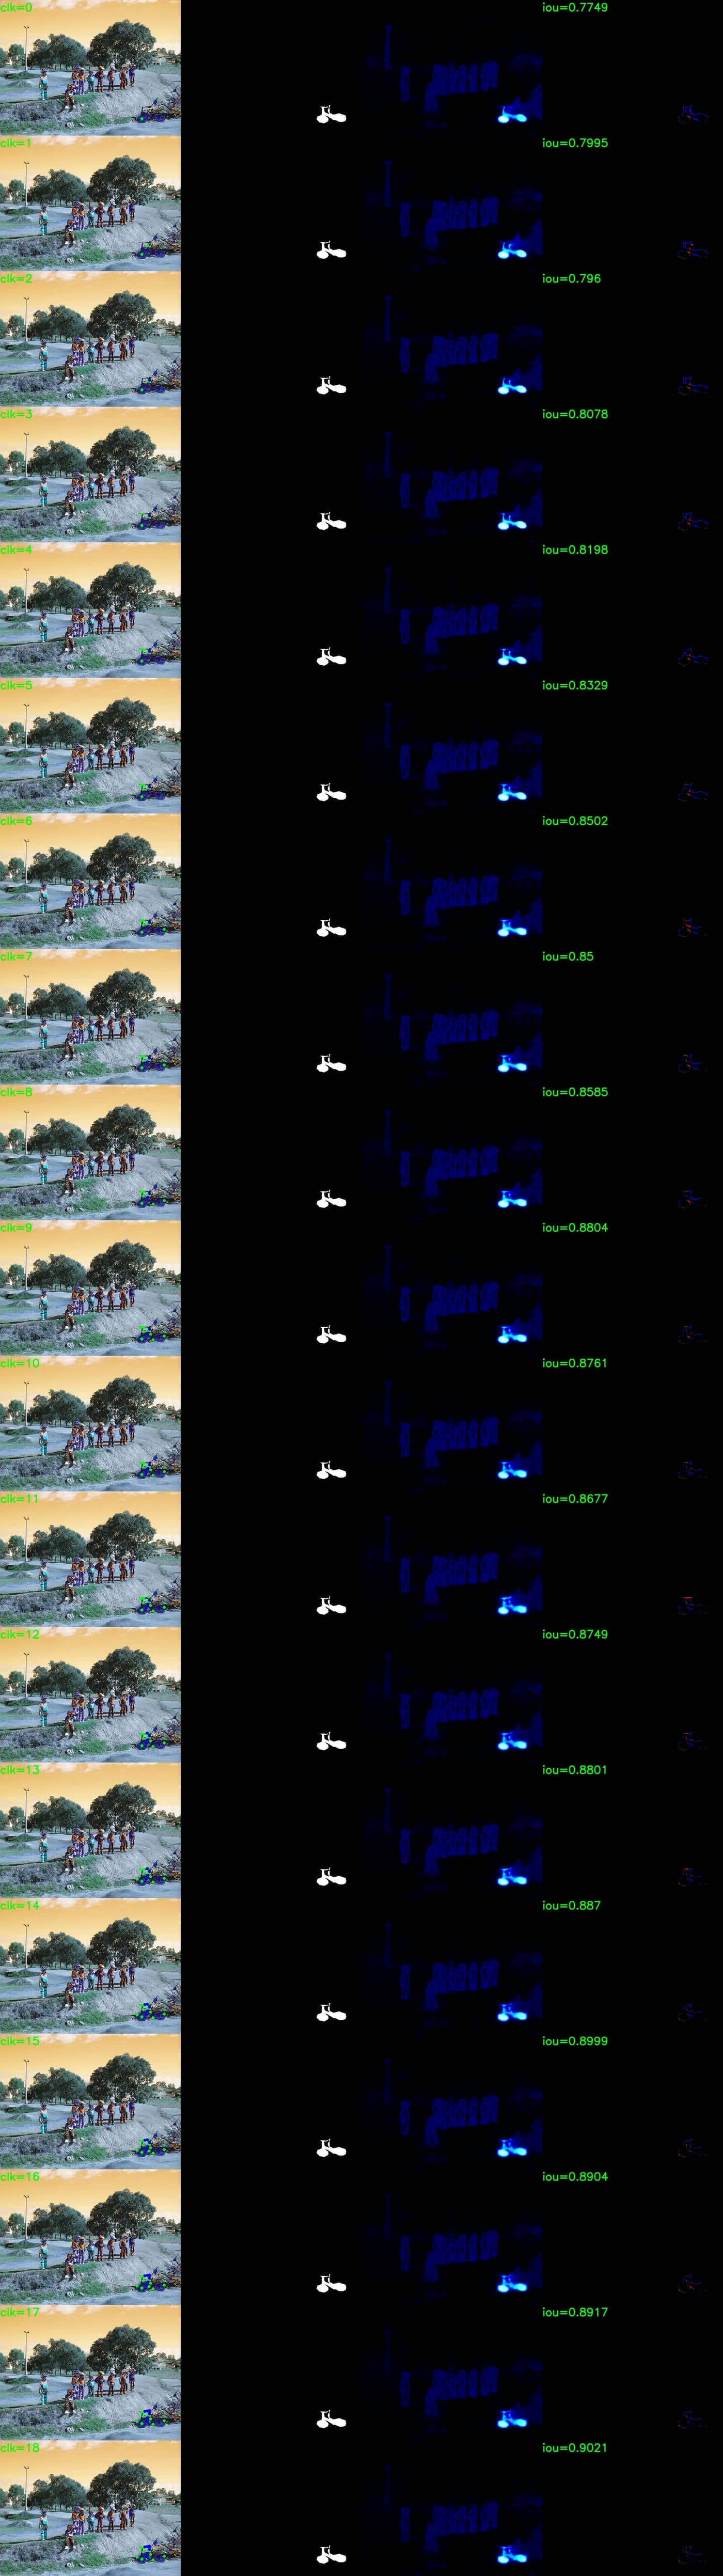 clk=0 iou=0.7749
clk=1 iou=0.7995
clk=2 iou=0.796
clk=3 iou=0.8078
clk=4 iou=0.8198
clk=5 iou=0.8329
clk=6 iou=0.8502
clk=7 iou=0.85
clk=8 iou=0.8585
clk=9 iou=0.8804
clk=10 iou=0.8761
clk=11 iou=0.8677
clk=12 iou=0.8749
clk=13 iou=0.8801
clk=14 iou=0.887
clk=15 iou=0.8999
clk=16 iou=0.8904
clk=17 iou=0.8917
clk=18 iou=0.9021